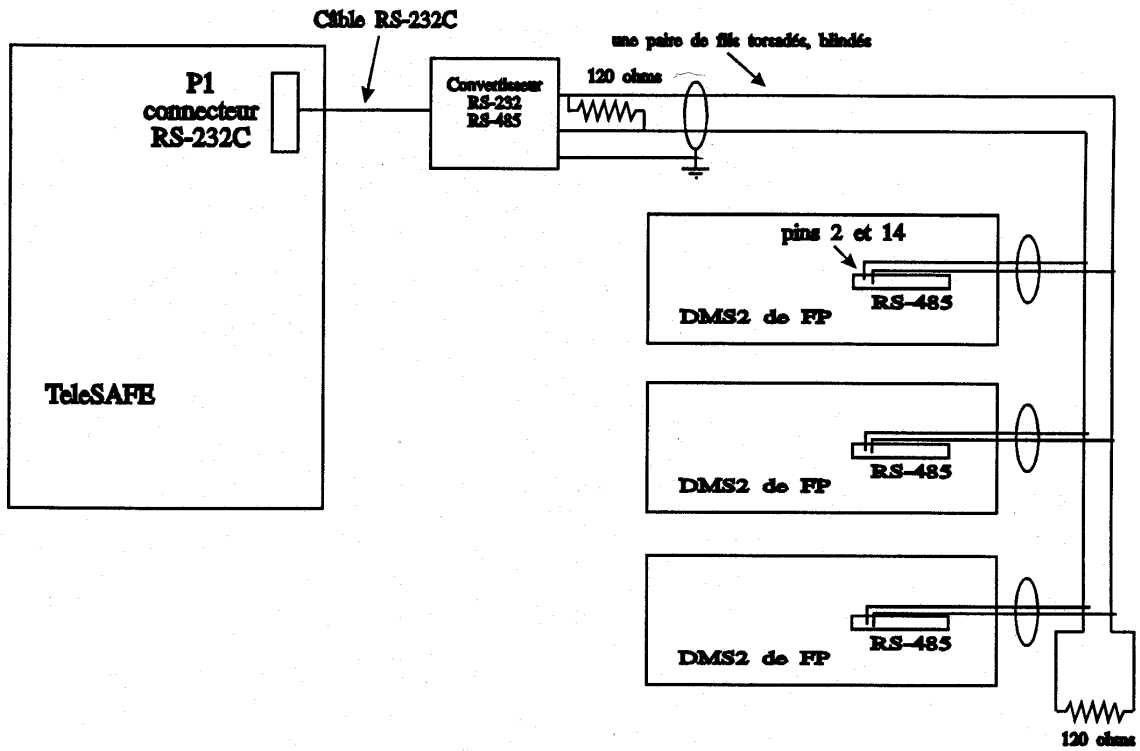 Câble RS-232C
une paire de fils torsadés, blindés
P1
connecteur
RS-232C
Convertisseur
RS-232
RS-485
120 ohms
pins 2 et 14
RS-485
DMS2 de FP
TeleSAFE
RS-485
DMS2 de FP
RS-485
DMS2 de FP
120 ohms